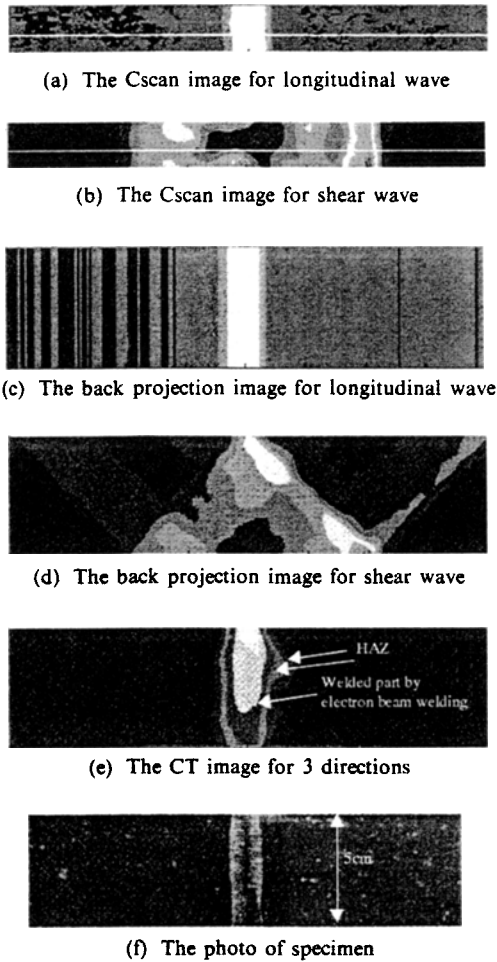 (a) The Cscan image for longitudinal wave
(b) The Cscan image for shear wave
(c) The back projection image for longitudinal wave
(d) The back projection image for shear wave
HAZ
Welded part by
electron beam welding
(e) The CT image for 3 directions
5cm
(f) The photo of specimen